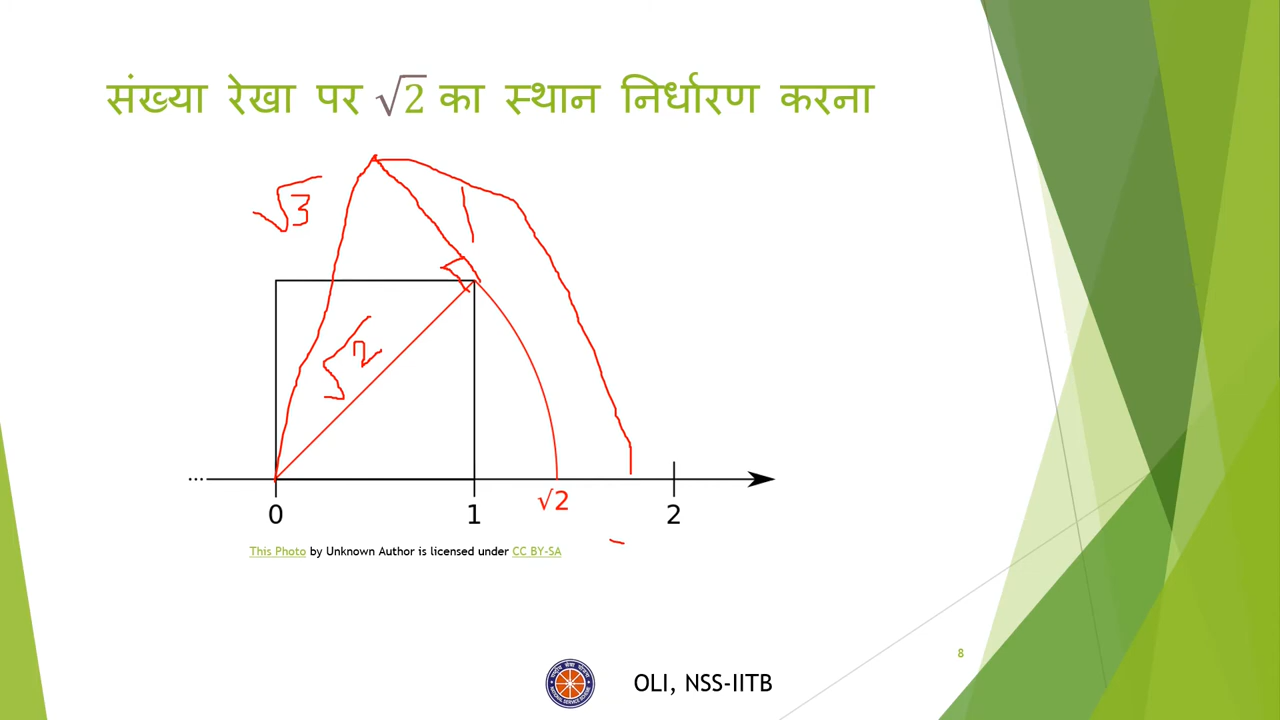 संख्या रेखा पर √2 का स्थान निर्धारण करना
√3
√2
√2
0 1 2
This Photo by Unknown Author is licensed under CC BY-SA
8
OLI, NSS-IITB